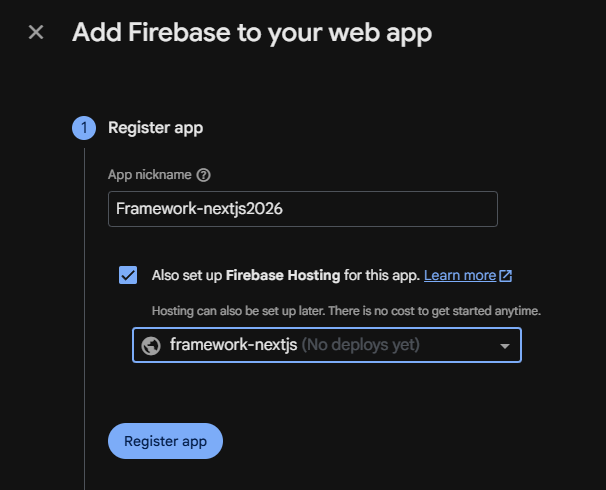 Add Firebase to your web app
1 Register app
App nickname
Framework-nextjs2026
Also set up Firebase Hosting for this app. Learn more
Hosting can also be set up later. There is no cost to get started anytime.
framework-nextjs (No deploys yet)
Register app